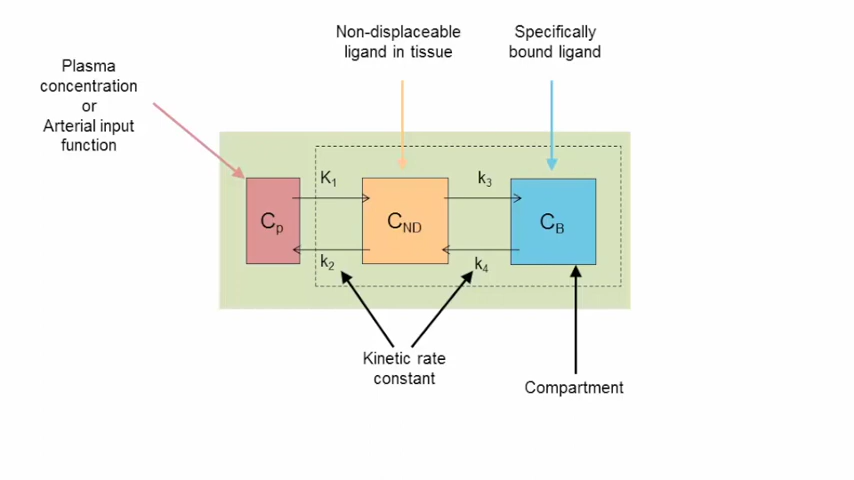 Non-displaceable
ligand in tissue
Specifically
bound ligand
Plasma
concentration
or
Arterial input
function
K1
k3
Cp
CND
CB
k2
k4
Kinetic rate
constant
Compartment